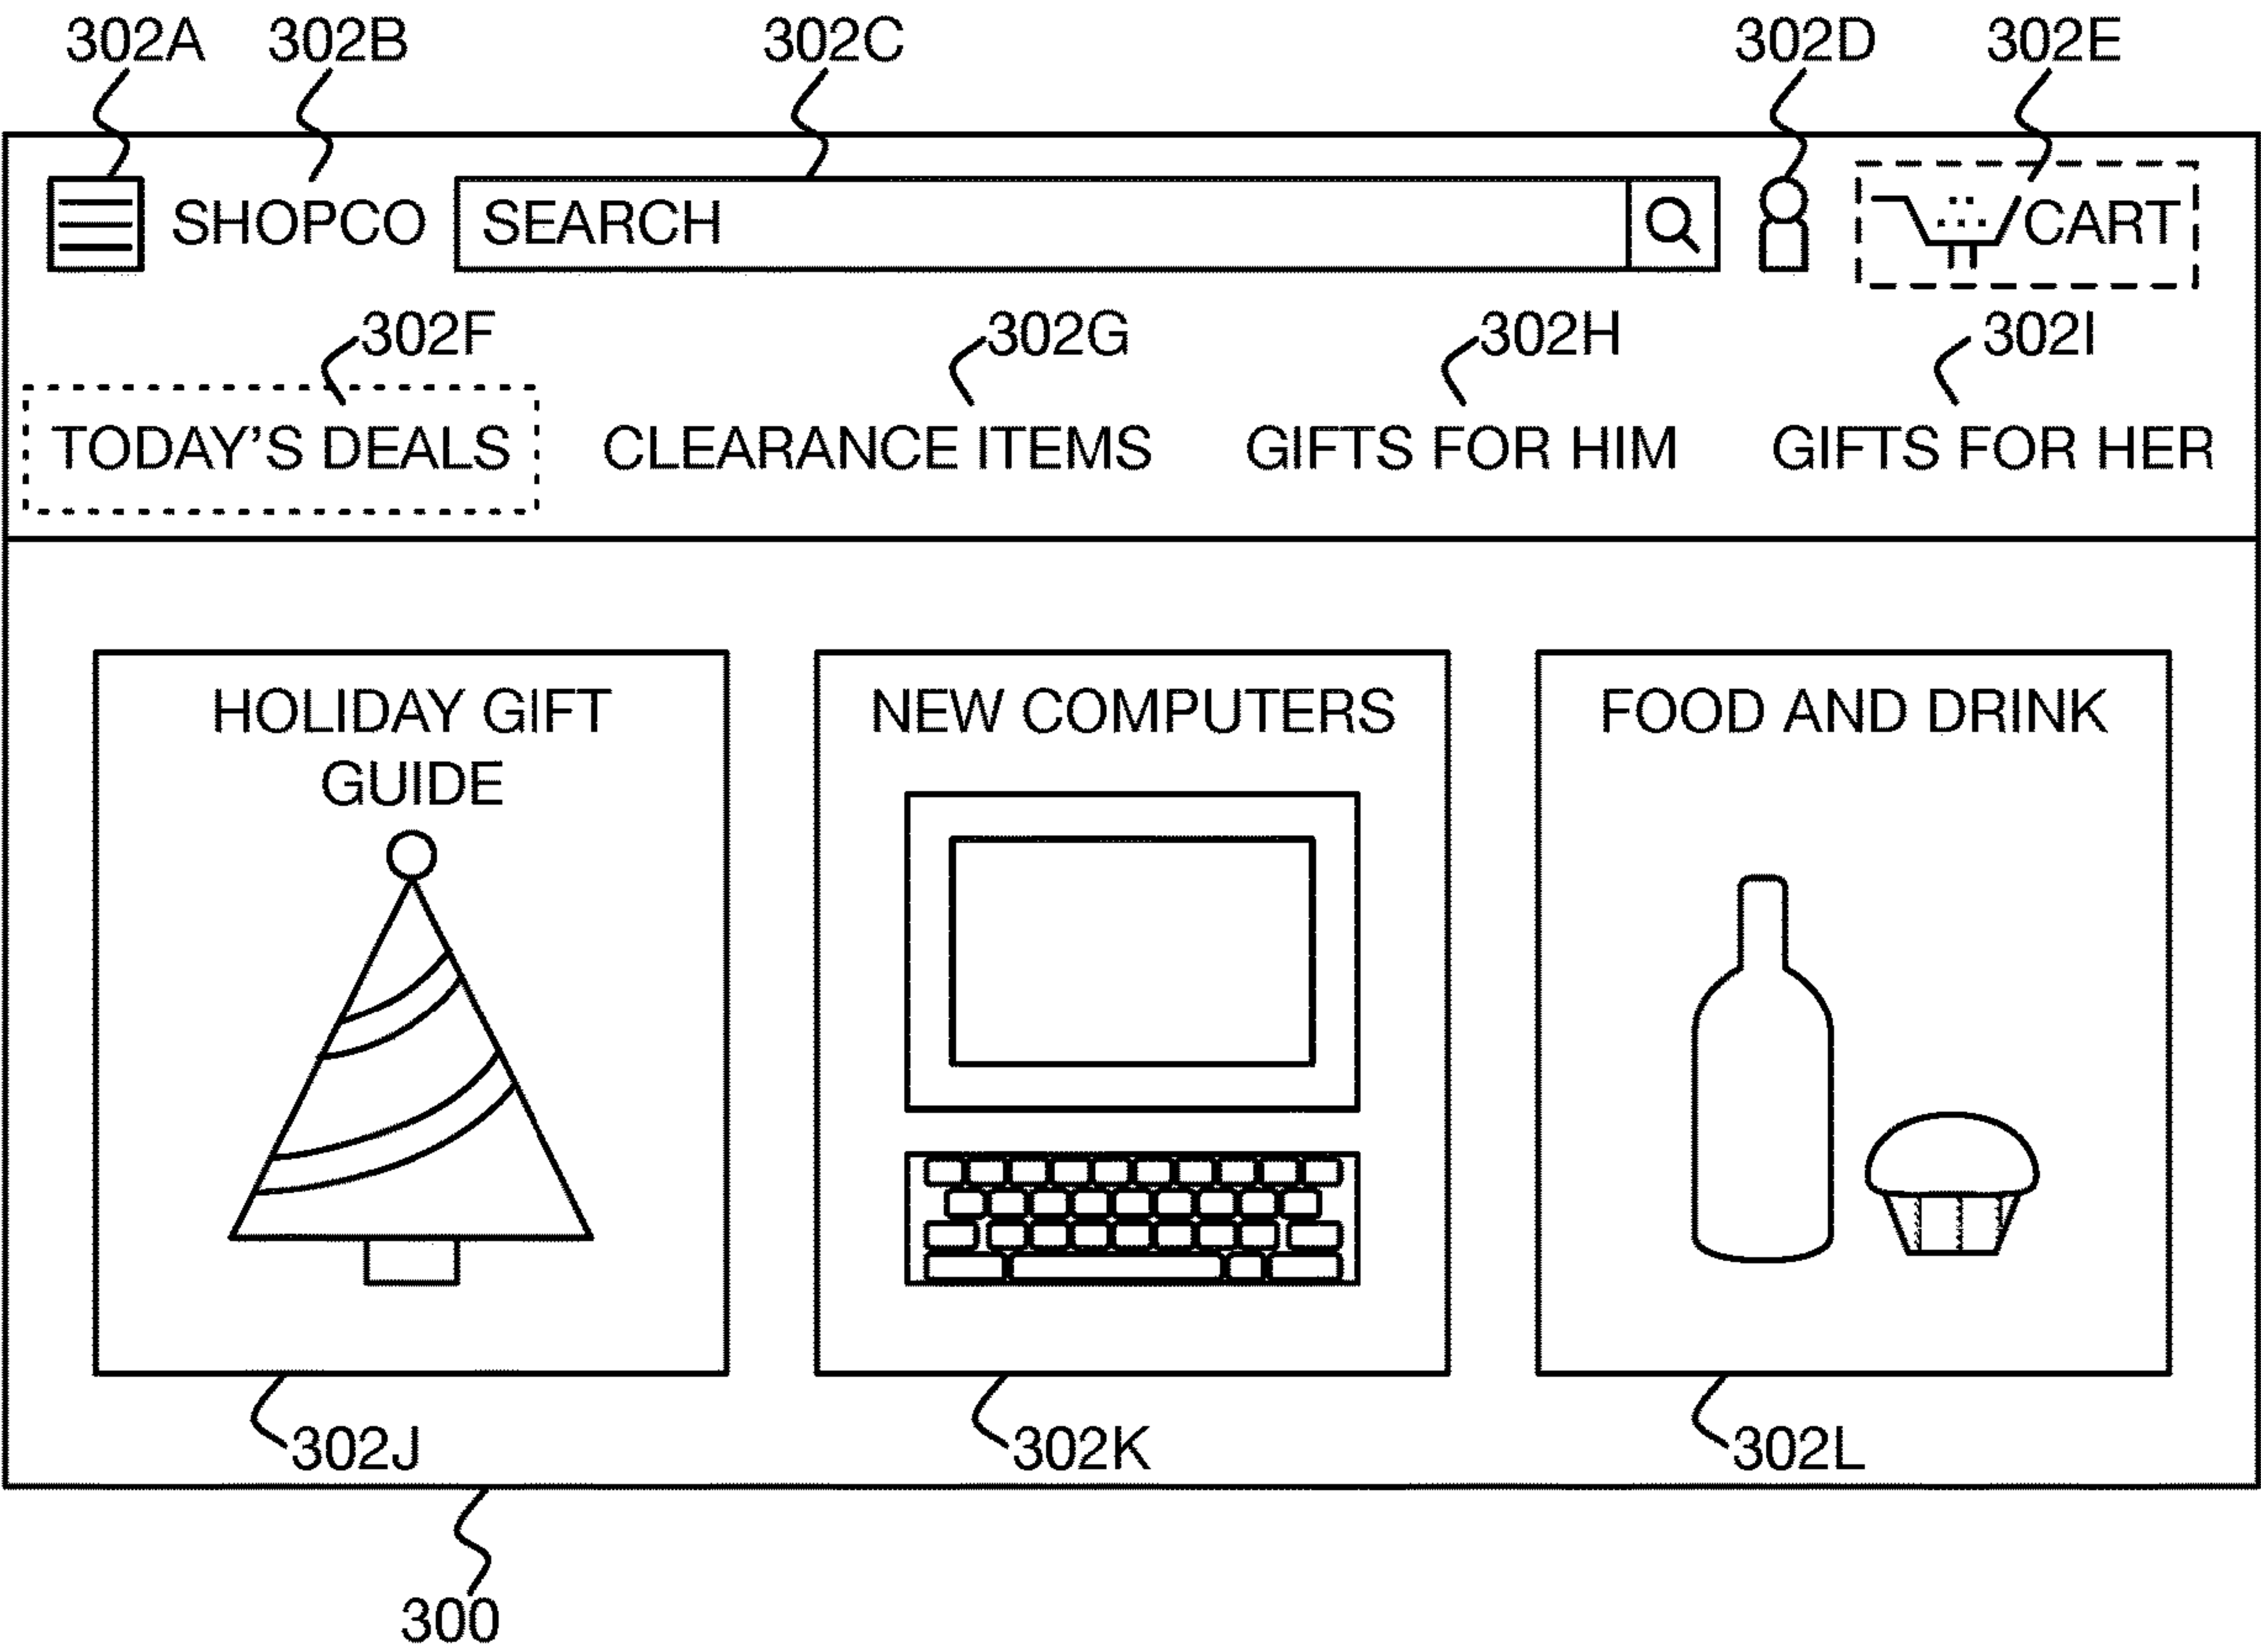 302A 302B 302C 302D 302E
SHOPCO SEARCH CART
302F 302G 302H 302I
TODAY'S DEALS CLEARANCE ITEMS GIFTS FOR HIM GIFTS FOR HER
HOLIDAY GIFT
GUIDE
NEW COMPUTERS
FOOD AND DRINK
302J 302K 302L
300